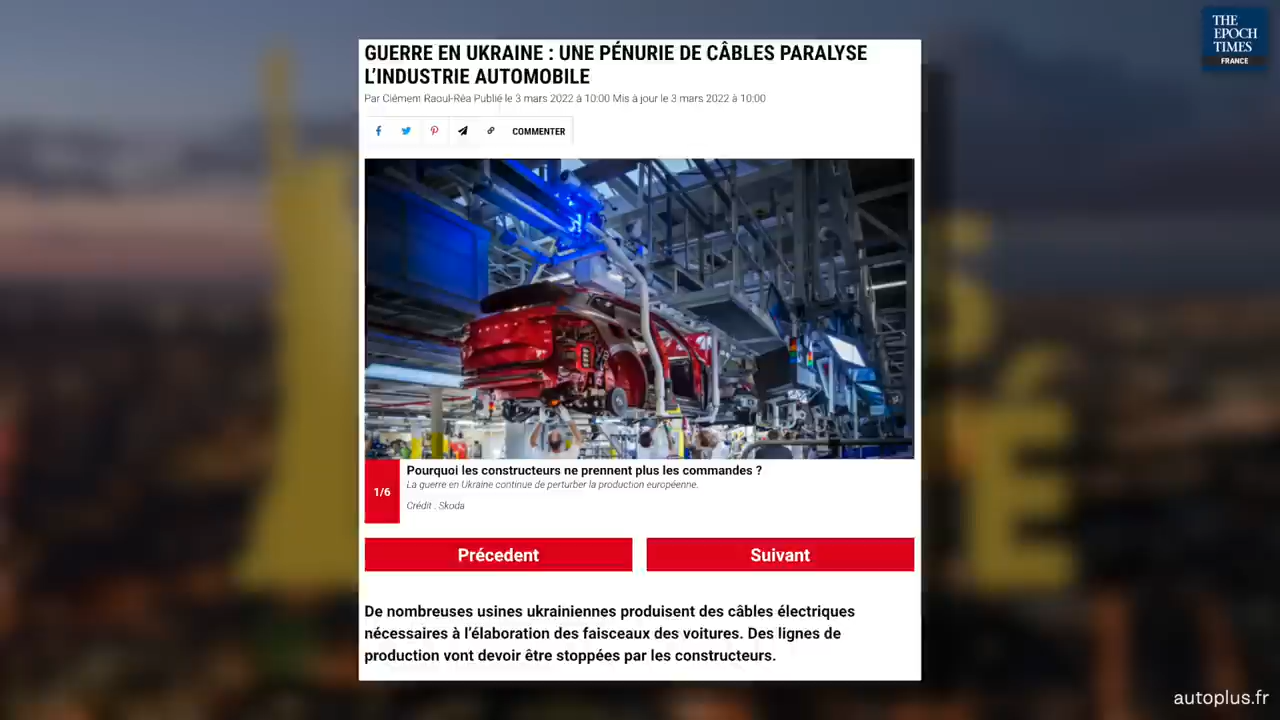 THE
EPOCH
TIMES
FRANCE
GUERRE EN UKRAINE : UNE PÉNURIE DE CÂBLES PARALYSE
L'INDUSTRIE AUTOMOBILE
Par Clément Raoul-Réa Publié le 3 mars 2022 à 10:00 Mis à jour le 3 mars 2022 à 10:00
COMMENTER
1/6
Pourquoi les constructeurs ne prennent plus les commandes ?
La guerre en Ukraine continue de perturber la production européenne.
Crédit : Skoda
Précedent
Suivant
De nombreuses usines ukrainiennes produisent des câbles électriques
nécessaires à l'élaboration des faisceaux des voitures. Des lignes de
production vont devoir être stoppées par les constructeurs.
autoplus.fr